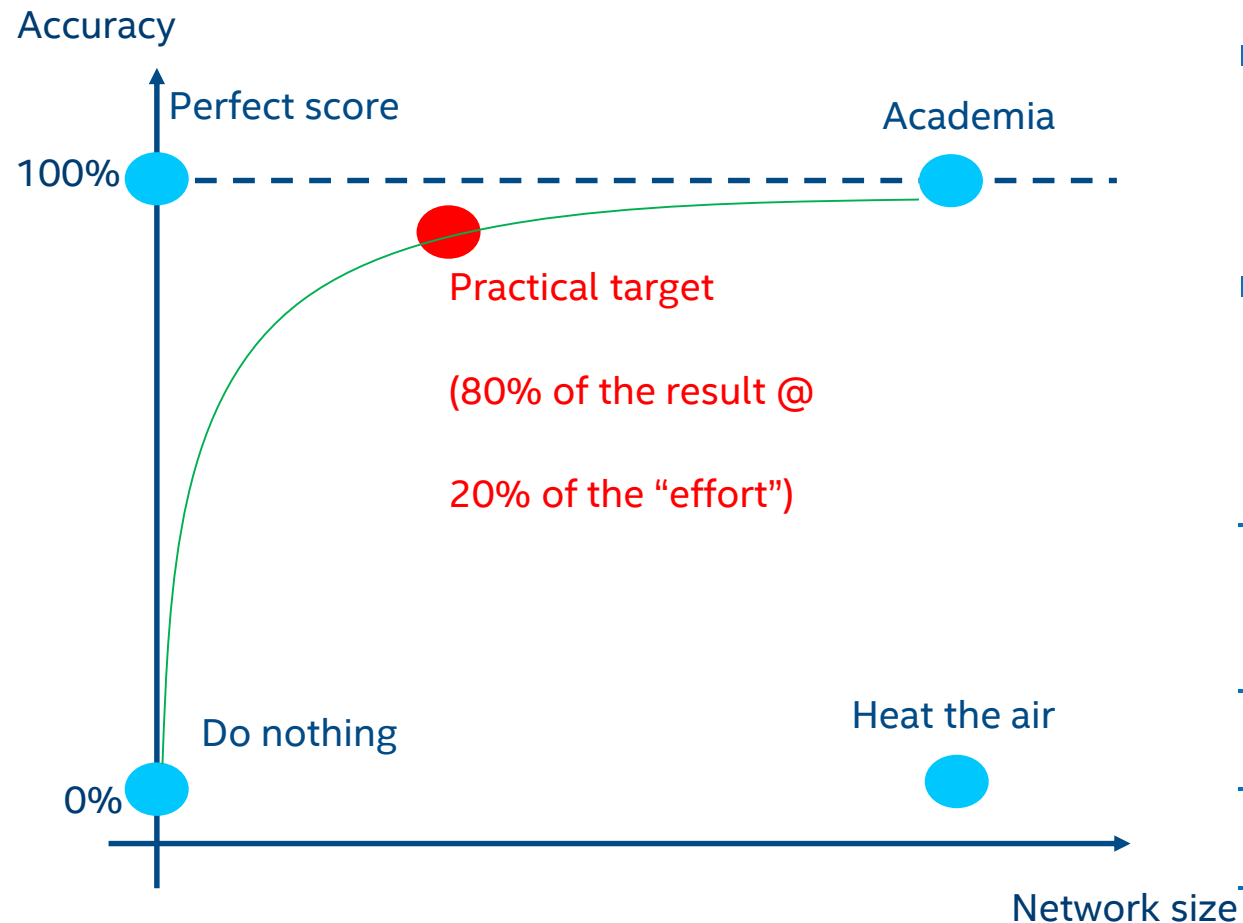 Accuracy
Perfect score
Academia
100%
Practical target
(80% of the result @
20% of the “effort”)
Do nothing
Heat the air
0%
Network size